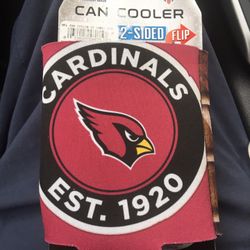 CAN COOLER
2-SIDED FLIP
CARDINALS
EST. 1920